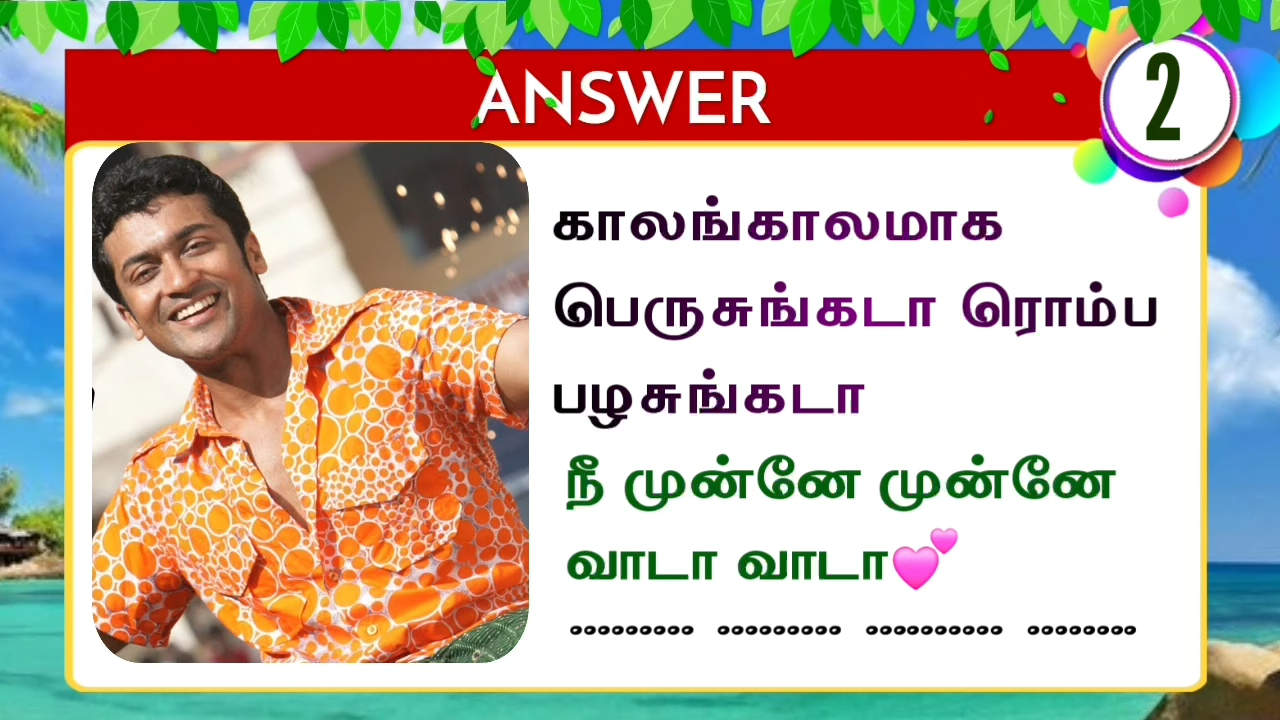 ANSWER
2
காலங்காலமாக
பெருசுங்கடா ரொம்ப
பழசுங்கடா
நீ முன்னே முன்னே
வாடா வாடா💕
......... ......... .......... ........